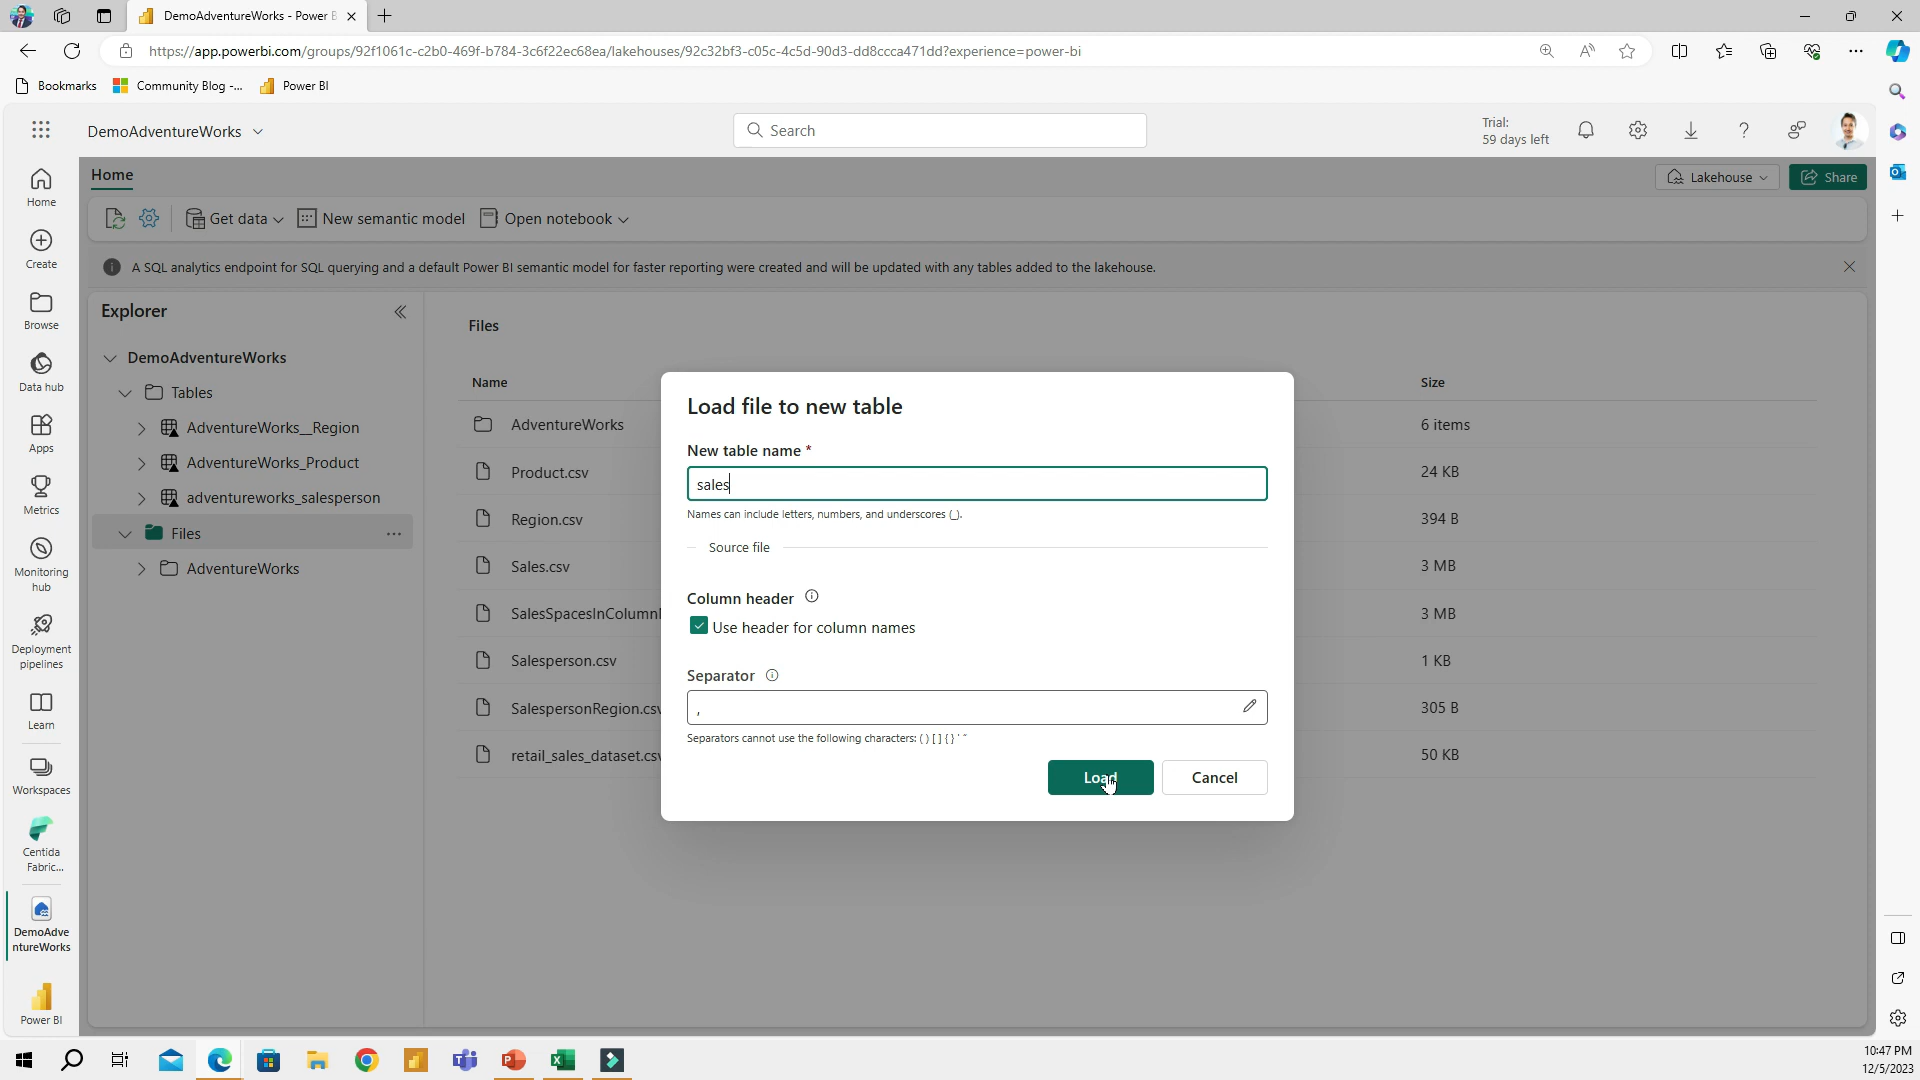 DemoAdventureWorks - Power B
https://app.powerbi.com/groups/92f1061c-c2b0-469f-b784-3c6f22ec68ea/lakehouses/92c32bf3-c05c-4c5d-90d3-dd8ccca471dd?experience=power-bi
Bookmarks
Community Blog -...
Power BI
DemoAdventureWorks
Search
Trial:
59 days left
Home
Create
Browse
Data hub
Apps
Metrics
Monitoring
hub
Deployment
pipelines
Learn
Workspaces
Centida
Fabric...
DemoAdve
ntureWorks
Power BI
Home
Lakehouse
Share
Get data
New semantic model
Open notebook
A SQL analytics endpoint for SQL querying and a default Power BI semantic model for faster reporting were created and will be updated with any tables added to the lakehouse.
Explorer
DemoAdventureWorks
Tables
AdventureWorks__Region
AdventureWorks_Product
adventureworks_salesperson
Files
AdventureWorks
Files
Name
Size
AdventureWorks
6 items
Product.csv
24 KB
Region.csv
394 B
Sales.csv
3 MB
SalesSpacesInColumn
3 MB
Salesperson.csv
1 KB
SalespersonRegion.csv
305 B
retail_sales_dataset.csv
50 KB
Load file to new table
New table name *
sales
Names can include letters, numbers, and underscores (_).
Source file
Column header
Use header for column names
Separator
,
Separators cannot use the following characters: ( ) [ ] { } ' "
Load
Cancel
10:47 PM
12/5/2023